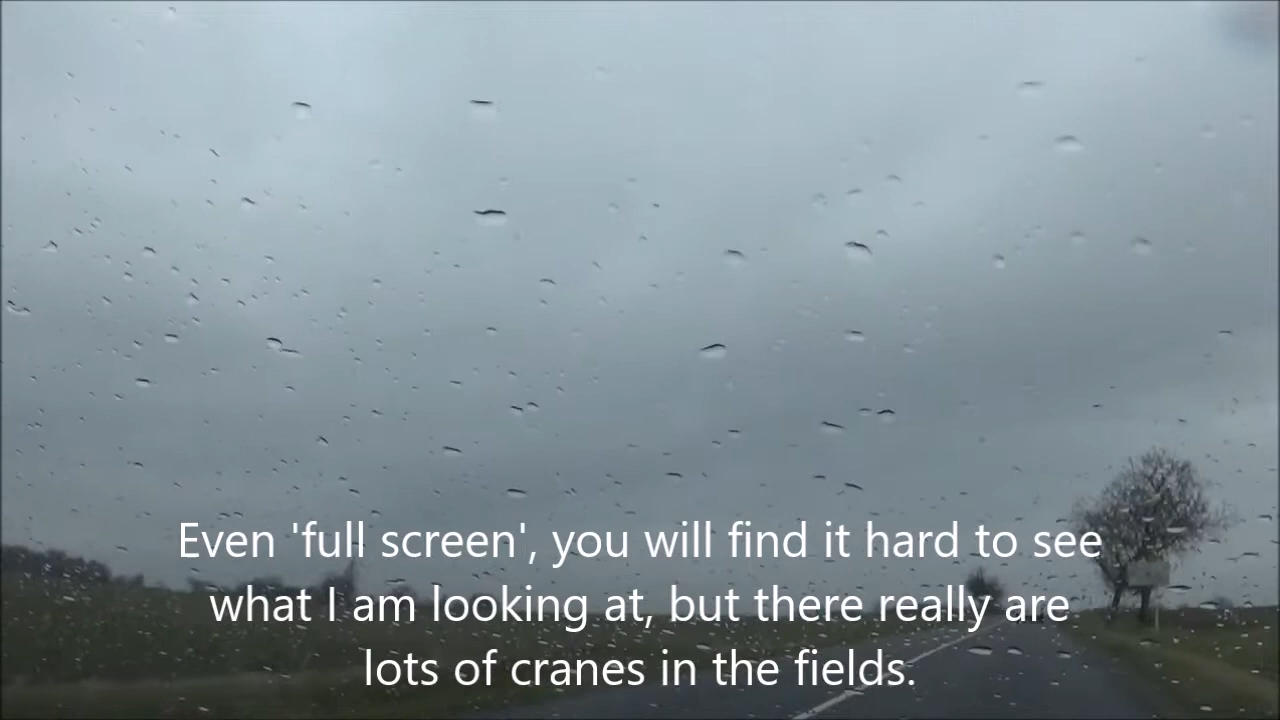 Even 'full screen', you will find it hard to see
what I am looking at, but there really are
lots of cranes in the fields.